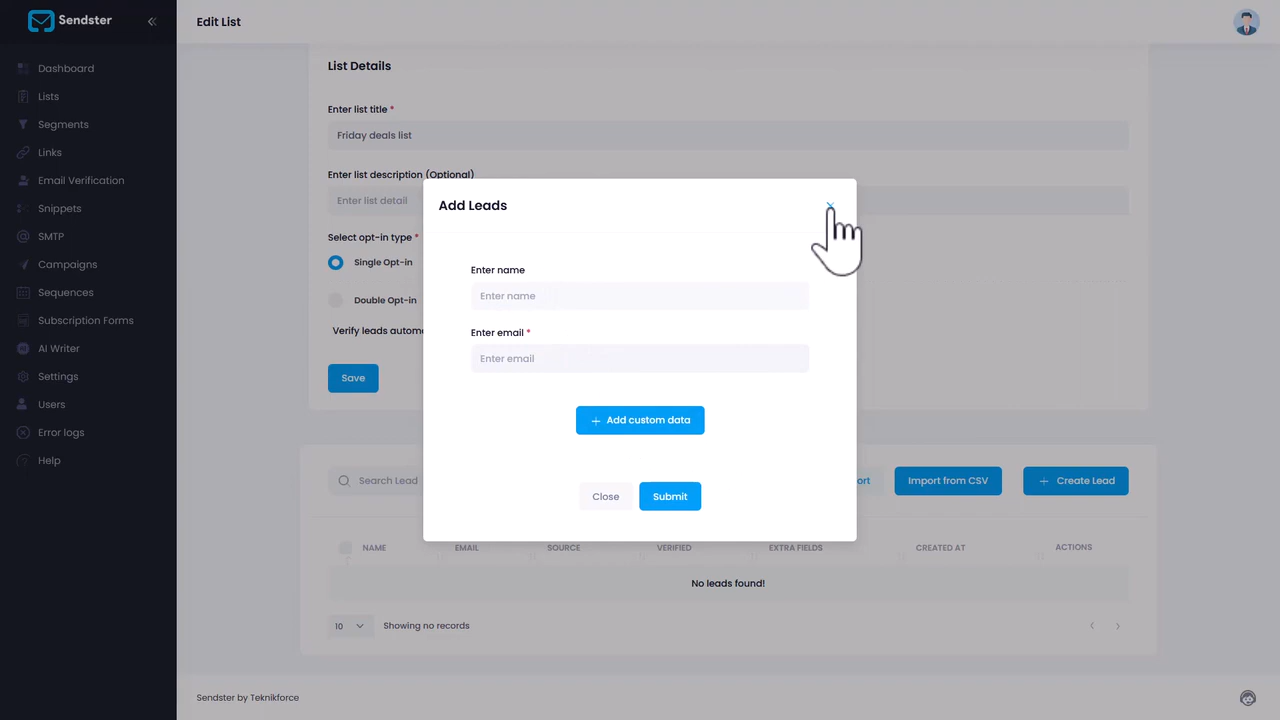 Sendster
Edit List
Dashboard
Lists
Segments
Links
Email Verification
Snippets
SMTP
Campaigns
Sequences
Subscription Forms
AI Writer
Settings
Users
Error logs
Help
List Details
Enter list title *
Friday deals list
Enter list description (Optional)
Enter list detail
Select opt-in type *
Single Opt-in
Double Opt-in
Verify leads
Save
Add Leads
Enter name
Enter name
Enter email *
Enter email
+ Add custom data
Close Submit
Search Lead
Import from CSV
+ Create Lead
NAME EMAIL SOURCE VERIFIED EXTRA FIELDS CREATED AT ACTIONS
No leads found!
10 Showing no records
Sendster by Teknikforce